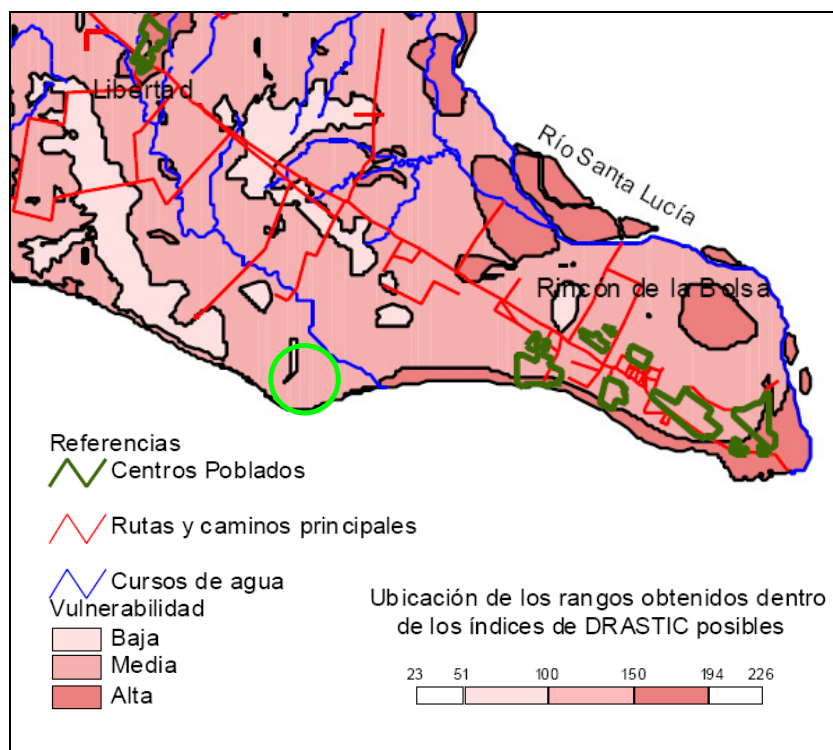 Libertad
Río Santa Lucía
Rincón de la Bolsa
Referencias
Centros Poblados
Rutas y caminos principales
Cursos de agua
Vulnerabilidad
Baja
Media
Alta
Ubicación de los rangos obtenidos dentro
de los índices de DRASTIC posibles
23 51 100 150 194 226